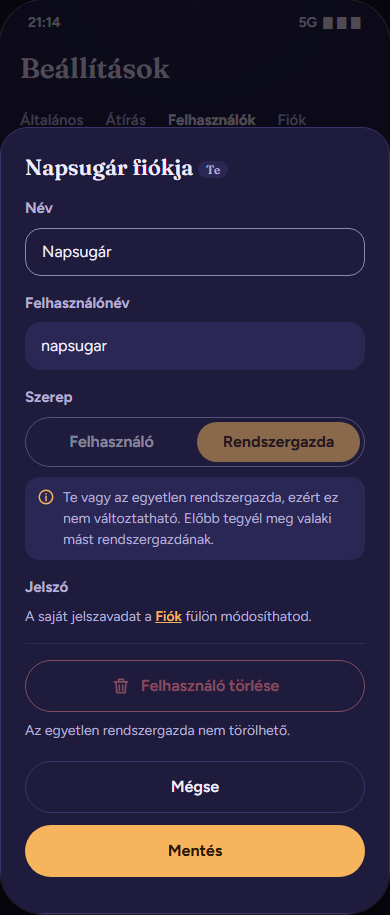 21:14 5G
Beállítások
Általános Átírás Felhasználók Fiók
Napsugár fiókja Te
Név
Napsugár
Felhasználónév
napsugar
Szerep
Felhasználó Rendszergazda
Te vagy az egyetlen rendszergazda, ezért ez
nem változtatható. Előbb tegyél meg valaki
mást rendszergazdának.
Jelszó
A saját jelszavadat a Fiók fülön módosíthatod.
Felhasználó törlése
Az egyetlen rendszergazda nem törölhető.
Mégse
Mentés